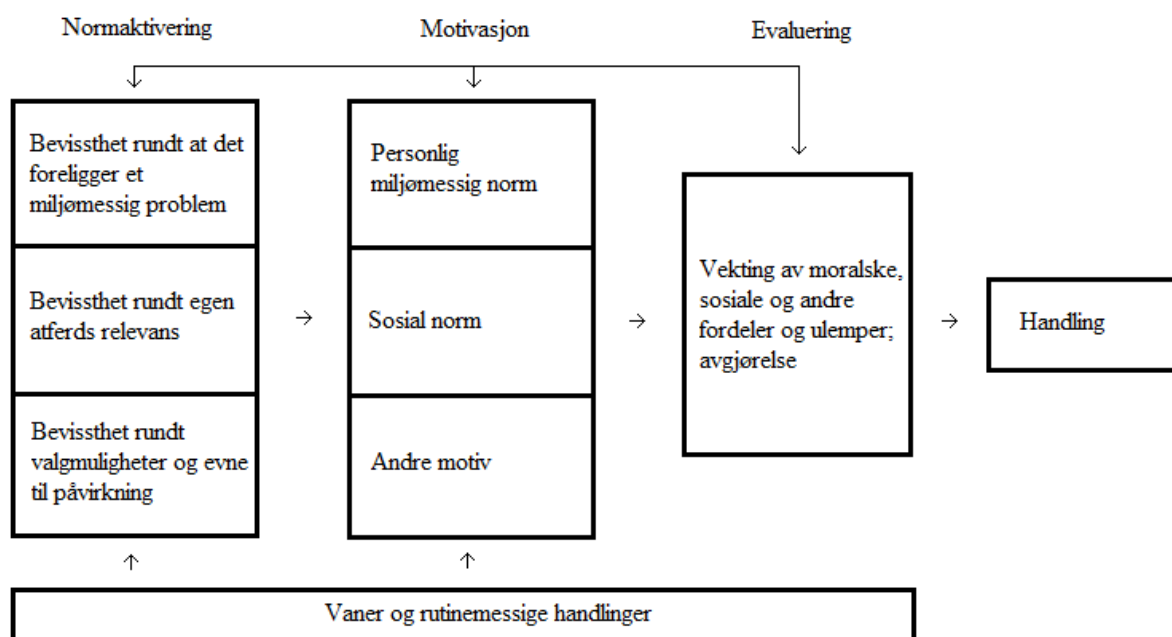 Normaktivering
Motivasjon
Evaluering
Bevissthet rundt at det
foreligger et
miljømessig problem
Bevissthet rundt egen
atferds relevans
Bevissthet rundt
valgmuligheter og evne
til påvirkning
Personlig
miljømessig norm
Sosial norm
Andre motiv
Vekting av moralske,
sosiale og andre
fordeler og ulemper;
avgjørelse
Handling
Vaner og rutinemessige handlinger